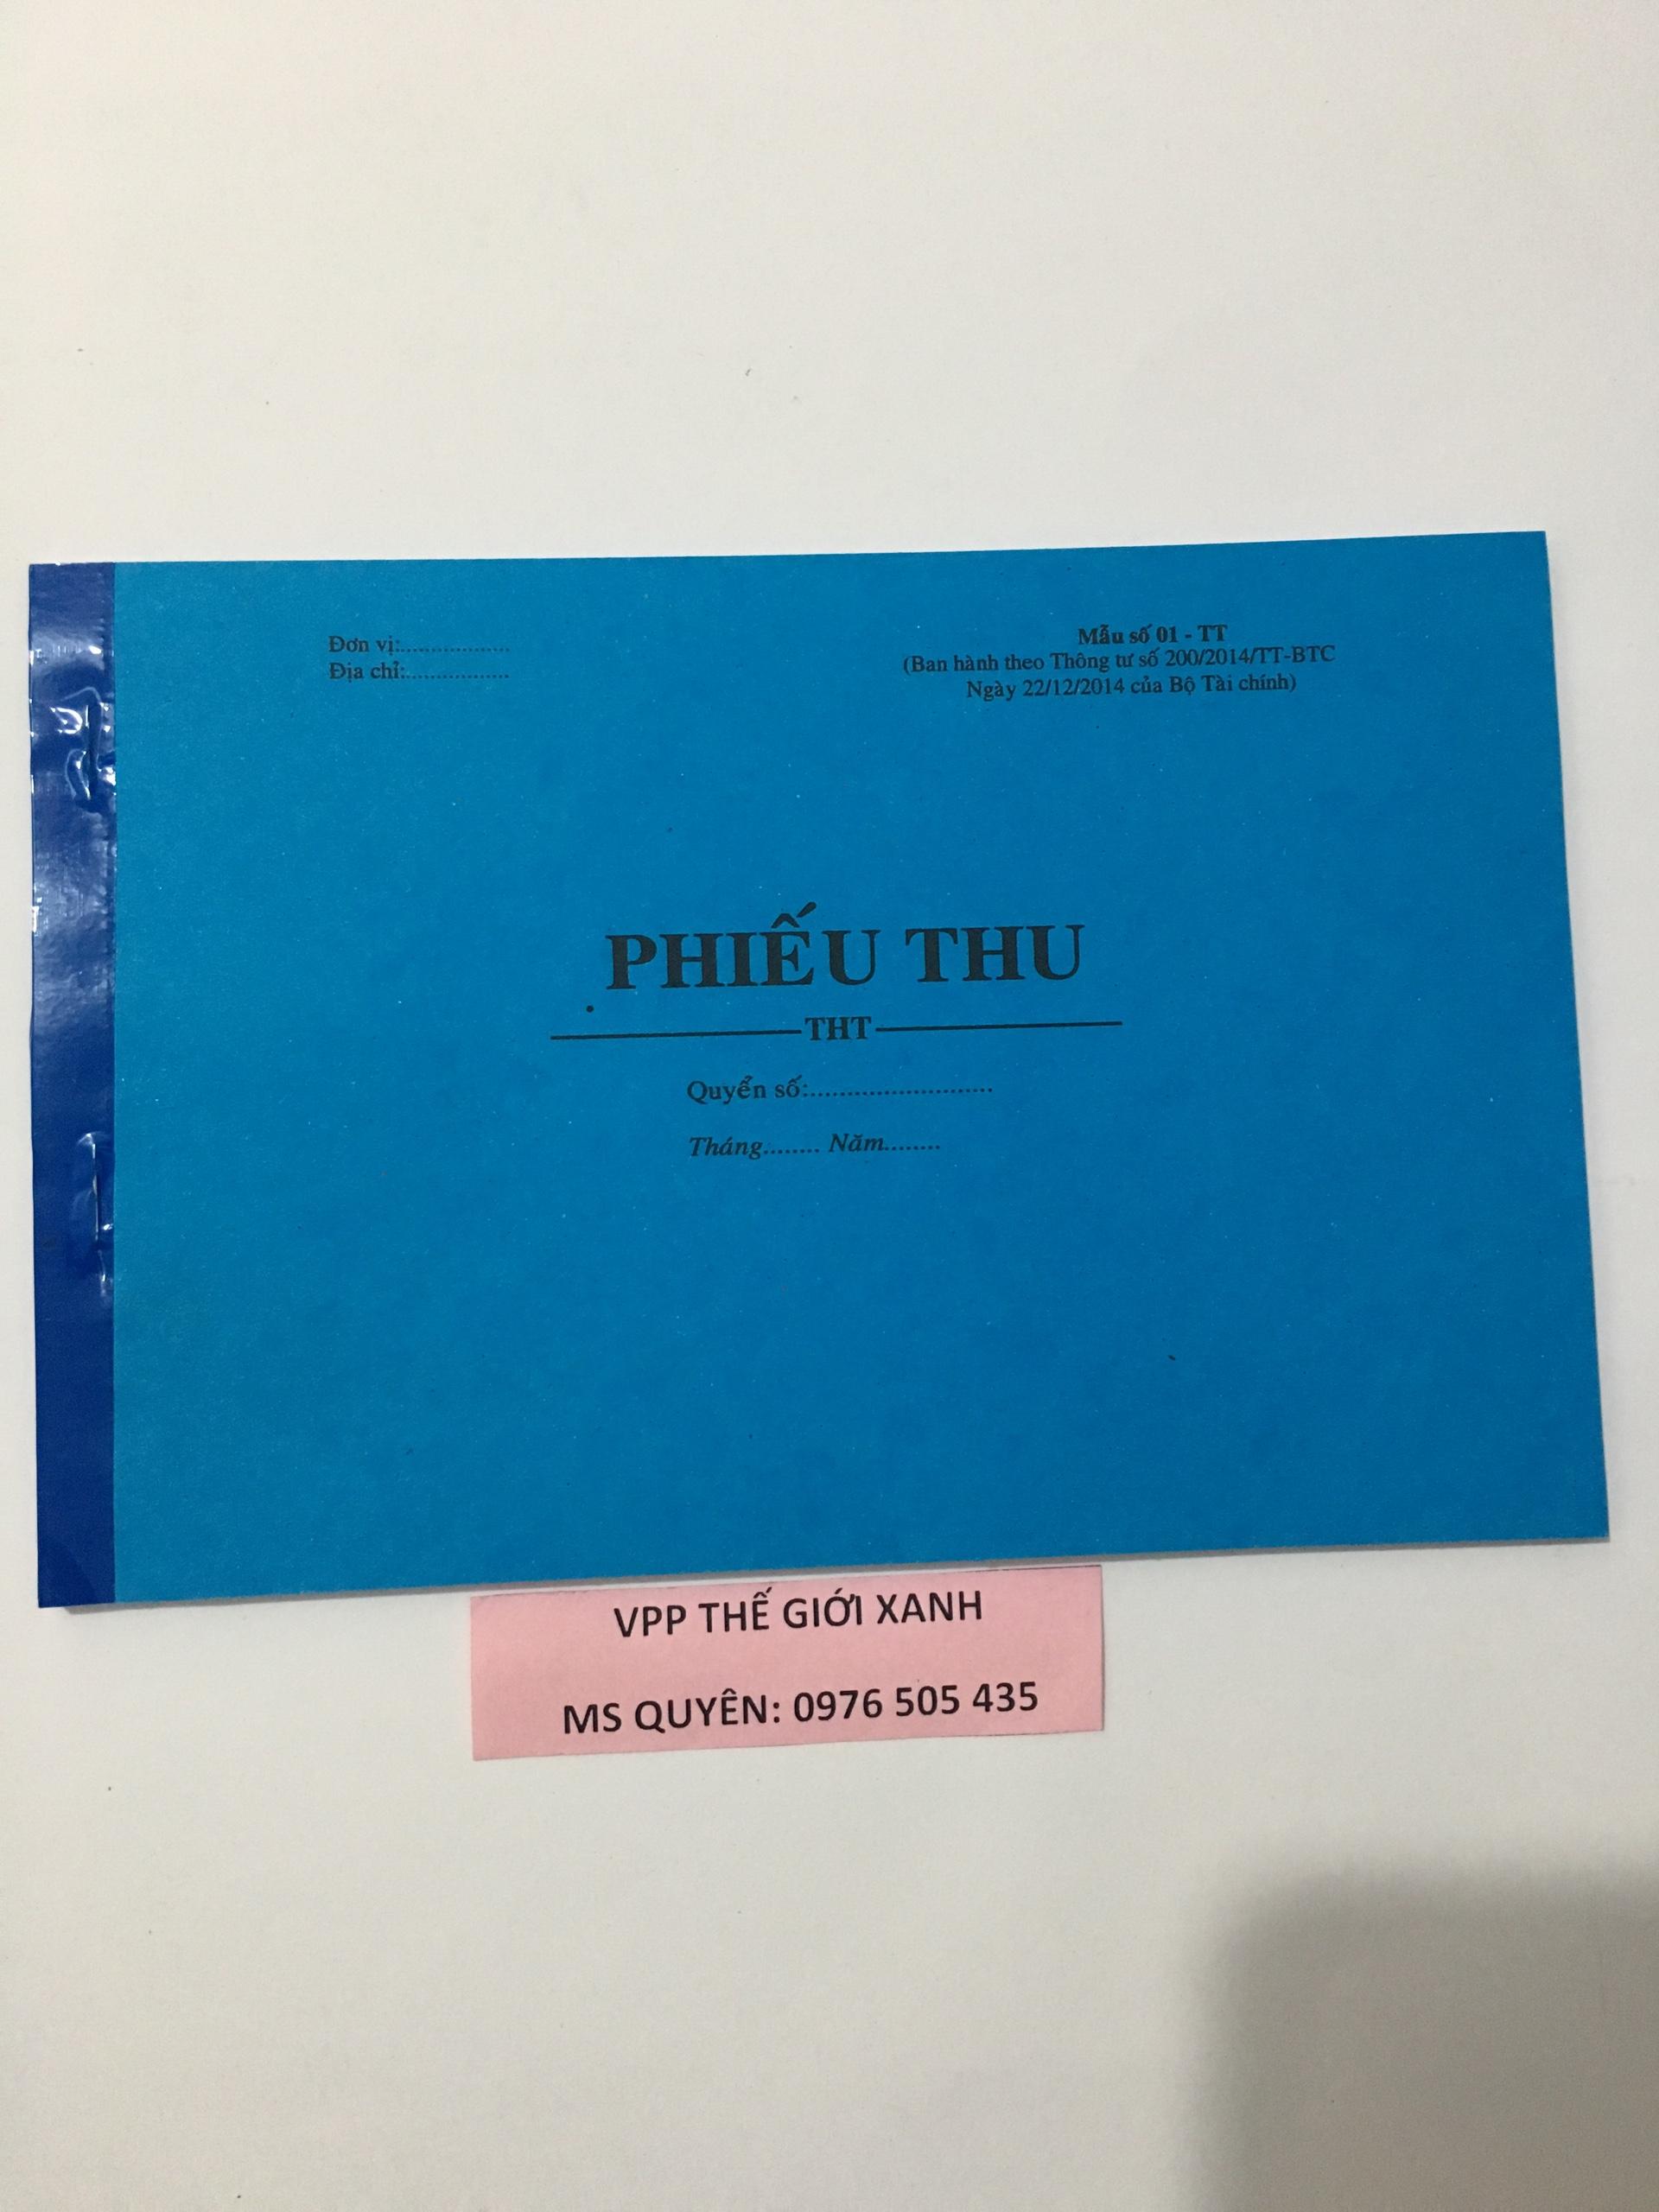 Đơn vị:...................
Địa chỉ:..................
Mẫu số 01 - TT
(Ban hành theo Thông tư số 200/2014/TT-BTC
Ngày 22/12/2014 của Bộ Tài chính)
PHIẾU THU
THT
Quyển số:..........................
Tháng........ Năm........
VPP THẾ GIỚI XANH
MS QUYÊN: 0976 505 435